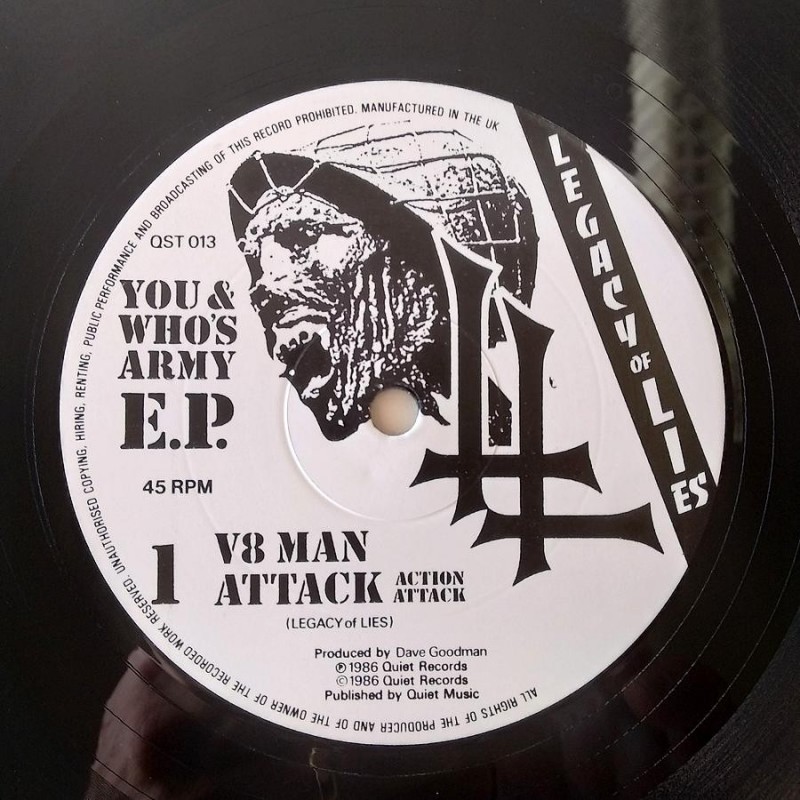 UNAUTHORISED COPYING, HIRING, RENTING, PUBLIC PERFORMANCE AND BROADCASTING OF THIS RECORD PROHIBITED. MANUFACTURED IN THE UK
LEGACY OF LIES
QST 013
YOU &
WHO'S
ARMY
E.P.
45 RPM
1
V8 MAN
ATTACK ACTION ATTACK
(LEGACY of LIES)
Produced by Dave Goodman
℗1986 Quiet Records
©1986 Quiet Records
Published by Quiet Music
ALL RIGHTS OF THE PRODUCER AND OF THE OWNER OF THE RECORDED WORK RESERVED.